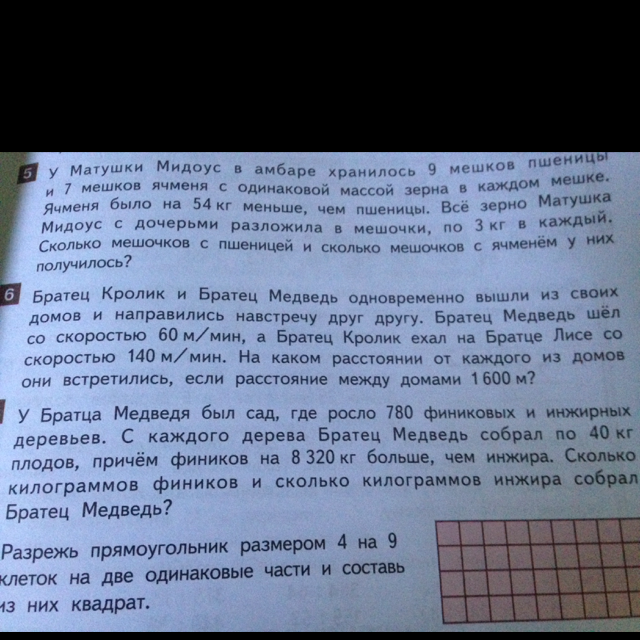 5 У Матушки Мидоус в амбаре хранилось 9 мешков пшеницы
и 7 мешков ячменя с одинаковой массой зерна в каждом мешке.
Ячменя было на 54 кг меньше, чем пшеницы. Всё зерно Матушка
Мидоус с дочерьми разложила в мешочки, по 3 кг в каждый.
Сколько мешочков с пшеницей и сколько мешочков с ячменём у них
получилось?
6 Братец Кролик и Братец Медведь одновременно вышли из своих
домов и направились навстречу друг другу. Братец Медведь шёл
со скоростью 60 м/мин, а Братец Кролик ехал на Братце Лисе со
скоростью 140 м/мин. На каком расстоянии от каждого из домов
они встретились, если расстояние между домами 1 600 м?
У Братца Медведя был сад, где росло 780 финиковых и инжирных
деревьев. С каждого дерева Братец Медведь собрал по 40 кг
плодов, причём фиников на 8 320 кг больше, чем инжира. Сколько
килограммов фиников и сколько килограммов инжира собрал
Братец Медведь?
Разрежь прямоугольник размером 4 на 9
клеток на две одинаковые части и составь
из них квадрат.